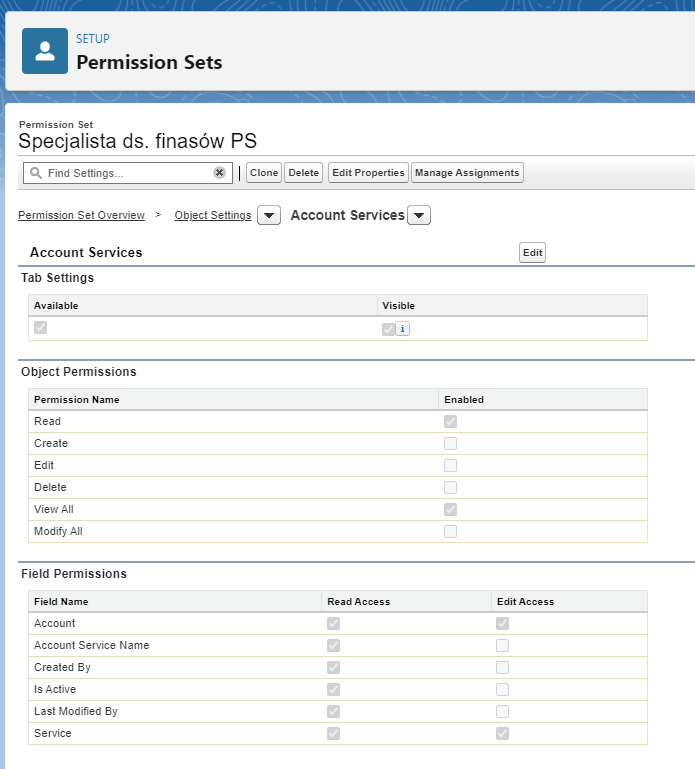 SETUP
Permission Sets
Permission Set
Specjalista ds. finasów PS
Find Settings...
Clone Delete Edit Properties Manage Assignments
Permission Set Overview > Object Settings Account Services
Account Services Edit
Tab Settings
Available Visible
i
Object Permissions
Permission Name Enabled
Read
Create
Edit
Delete
View All
Modify All
Field Permissions
Field Name Read Access Edit Access
Account
Account Service Name
Created By
Is Active
Last Modified By
Service